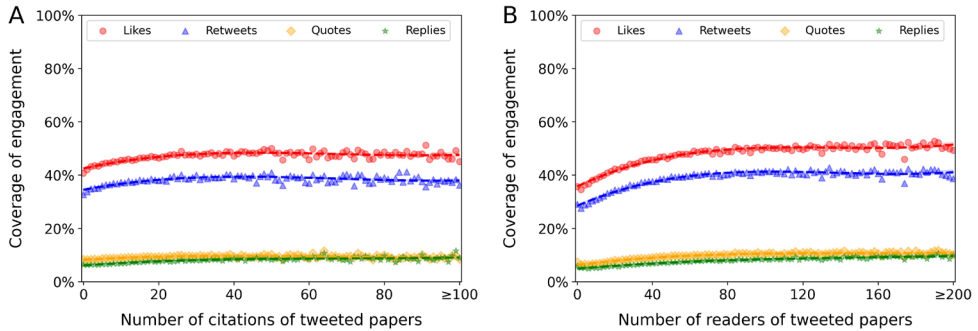 A
Likes Retweets Quotes Replies
Coverage of engagement
100%
80%
60%
40%
20%
0%
0 20 40 60 80 ≥100
Number of citations of tweeted papers
B
Likes Retweets Quotes Replies
Coverage of engagement
100%
80%
60%
40%
20%
0%
0 40 80 120 160 ≥200
Number of readers of tweeted papers